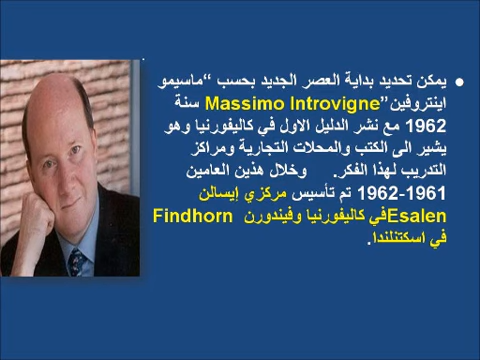 يمكن تحديد بداية العصر الجديد بحسب “ماسيمو
اينتروفين” Massimo Introvigne سنة
1962 مع نشر الدليل الاول في كاليفورنيا وهو
يشير الى الكتب والمحلات التجارية ومراكز
التدريب لهذا الفكر. وخلال هذين العامين
1961-1962 تم تأسيس مركزي إيسالن
Esalenفي كاليفورنيا وفيندورن Findhorn
في اسكتنلندا.